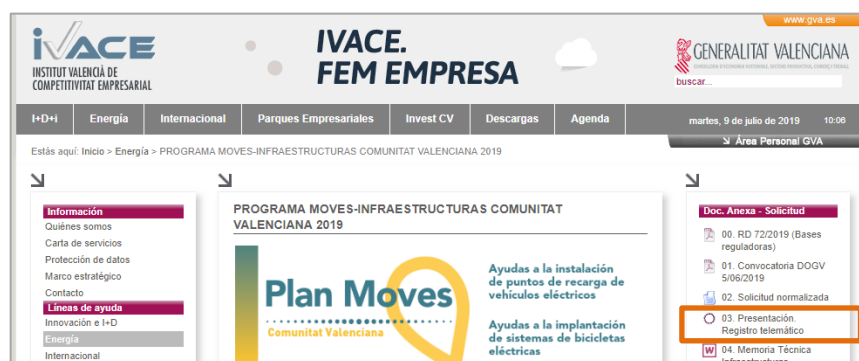 www.gva.es
iVACE
INSTITUT VALENCIÀ DE
COMPETITIVITAT EMPRESARIAL
IVACE.
FEM EMPRESA
GENERALITAT VALENCIANA
buscar...
I+D+i Energía Internacional Parques Empresariales Invest CV Descargas Agenda martes, 9 de julio de 2019 10:06
Estás aquí: Inicio > Energía > PROGRAMA MOVES-INFRAESTRUCTURAS COMUNITAT VALENCIANA 2019
Área Personal GVA
Información
Quiénes somos
Carta de servicios
Protección de datos
Marco estratégico
Contacto
Líneas de ayuda
Innovación e I+D
Energía
Internacional
PROGRAMA MOVES-INFRAESTRUCTURAS COMUNITAT
VALENCIANA 2019
Plan Moves
Comunitat Valenciana
Ayudas a la instalación
de puntos de recarga de
vehículos eléctricos
Ayudas a la implantación
de sistemas de bicicletas
eléctricas
Doc. Anexa - Solicitud
00. RD 72/2019 (Bases
reguladoras)
01. Convocatoria DOGV
5/06/2019
02. Solicitud normalizada
03. Presentación.
Registro telemático
04. Memoria Técnica